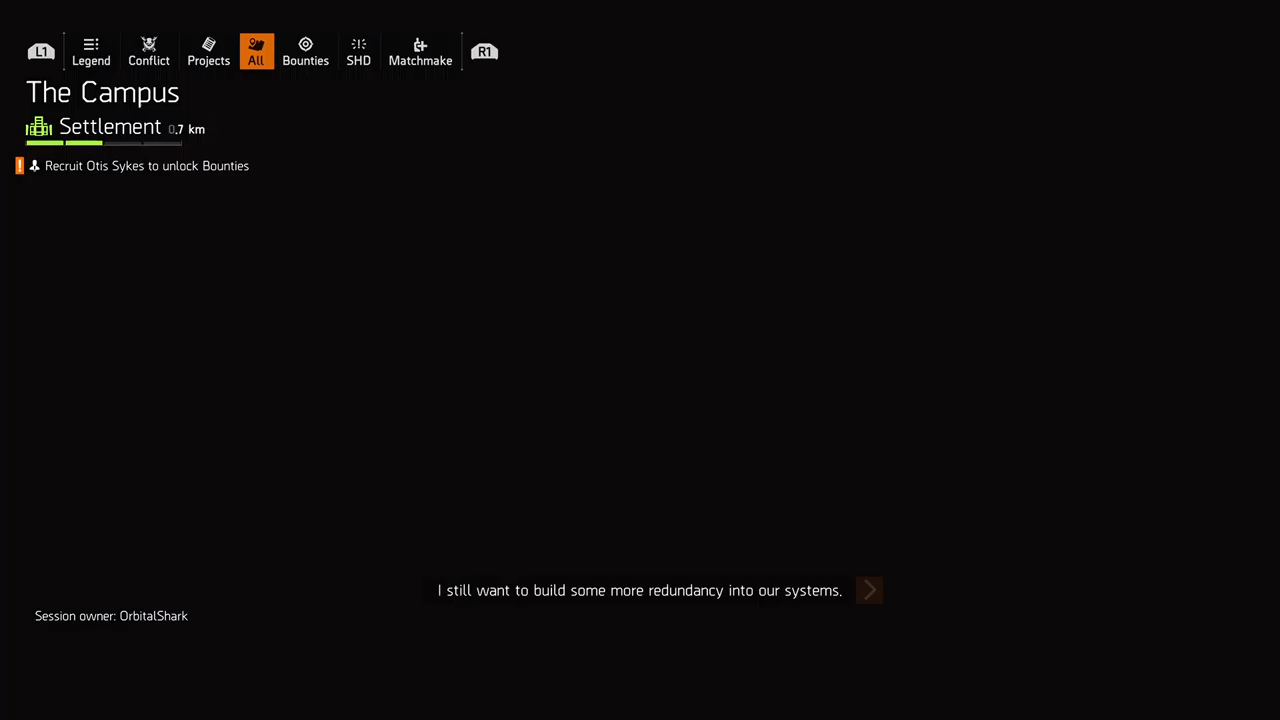 L1 Legend Conflict Projects All Bounties SHD Matchmake R1
The Campus
Settlement 0.7 km
! Recruit Otis Sykes to unlock Bounties
I still want to build some more redundancy into our systems.
Session owner: OrbitalShark